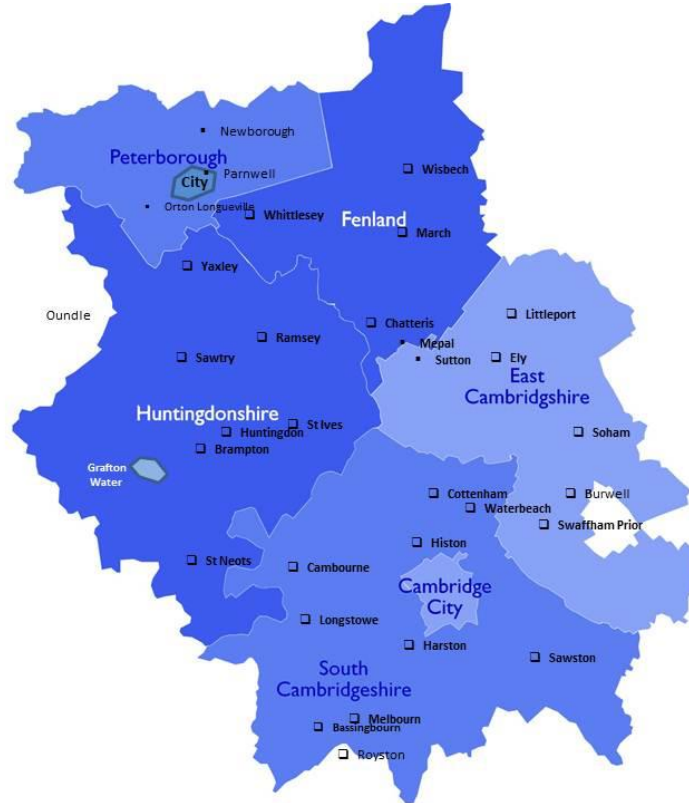 Newborough
Peterborough
Parnwell
City
Wisbech
Orton Longueville
Whittlesey
Fenland
March
Yaxley
Oundle
Littleport
Chatteris
Ramsey
Mepal
Sawtry
Sutton
Ely
East
Cambridgshire
Huntingdonshire
St Ives
Huntingdon
Soham
Brampton
Grafton
Water
Cottenham
Burwell
Waterbeach
Swaffham Prior
Histon
St Neots
Cambourne
Cambridge
City
Longstowe
Harston
Sawston
South
Cambridgeshire
Melbourn
Bassingbourn
Royston